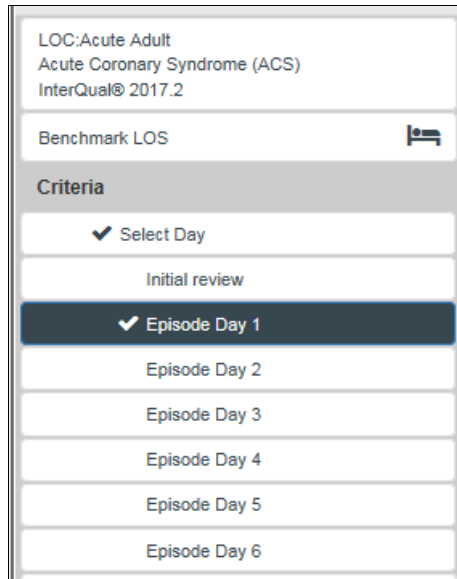 LOC:Acute Adult
Acute Coronary Syndrome (ACS)
InterQual® 2017.2
Benchmark LOS
Criteria
Select Day
Initial review
Episode Day 1
Episode Day 2
Episode Day 3
Episode Day 4
Episode Day 5
Episode Day 6